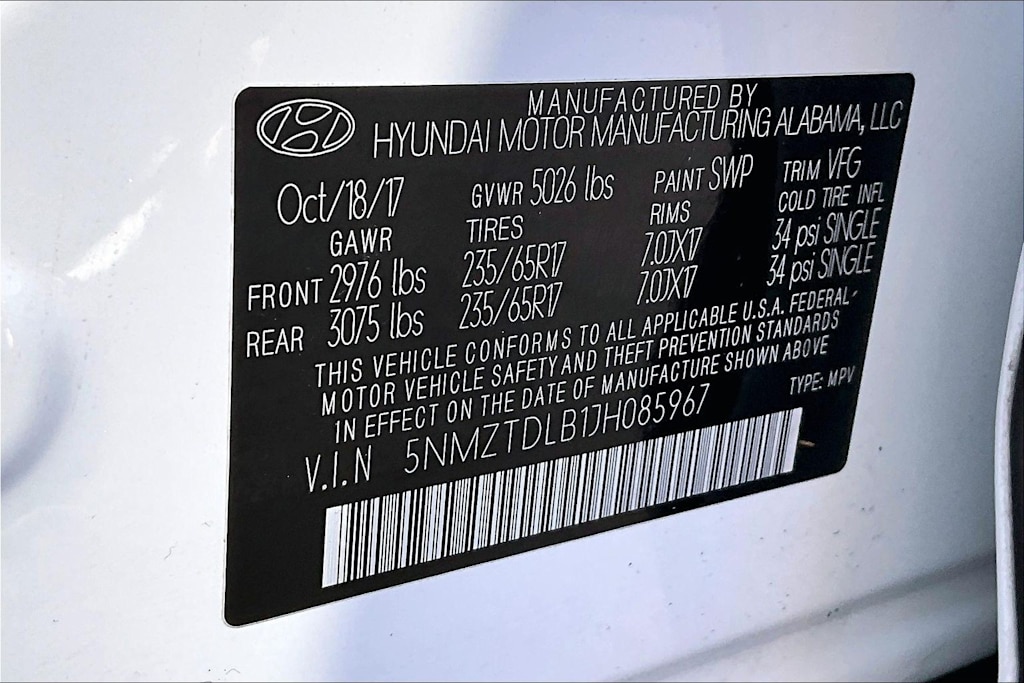 MANUFACTURED BY
HYUNDAI MOTOR MANUFACTURING ALABAMA, LLC
Oct/18/17 GVWR 5026 lbs PAINT SWP TRIM VFG
GAWR TIRES RIMS COLD TIRE INFL
FRONT 2976 lbs 235/65R17 7.0JX17 34 psi SINGLE
REAR 3075 lbs 235/65R17 7.0JX17 34 psi SINGLE
THIS VEHICLE CONFORMS TO ALL APPLICABLE U.S.A. FEDERAL-
MOTOR VEHICLE SAFETY AND THEFT PREVENTION STANDARDS
IN EFFECT ON THE DATE OF MANUFACTURE SHOWN ABOVE
V.I.N 5NMZTDLB1JH085967 TYPE: MPV